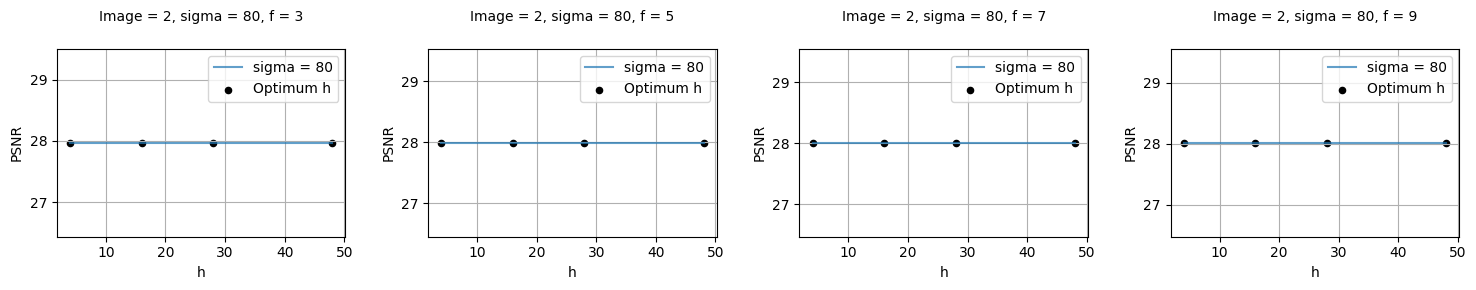 Image = 2, sigma = 80, f = 3
29
28
27
PSNR
10 20 30 40 50
h
sigma = 80
Optimum h
Image = 2, sigma = 80, f = 5
29
28
27
PSNR
10 20 30 40 50
h
sigma = 80
Optimum h
Image = 2, sigma = 80, f = 7
29
28
27
PSNR
10 20 30 40 50
h
sigma = 80
Optimum h
Image = 2, sigma = 80, f = 9
29
28
27
PSNR
10 20 30 40 50
h
sigma = 80
Optimum h